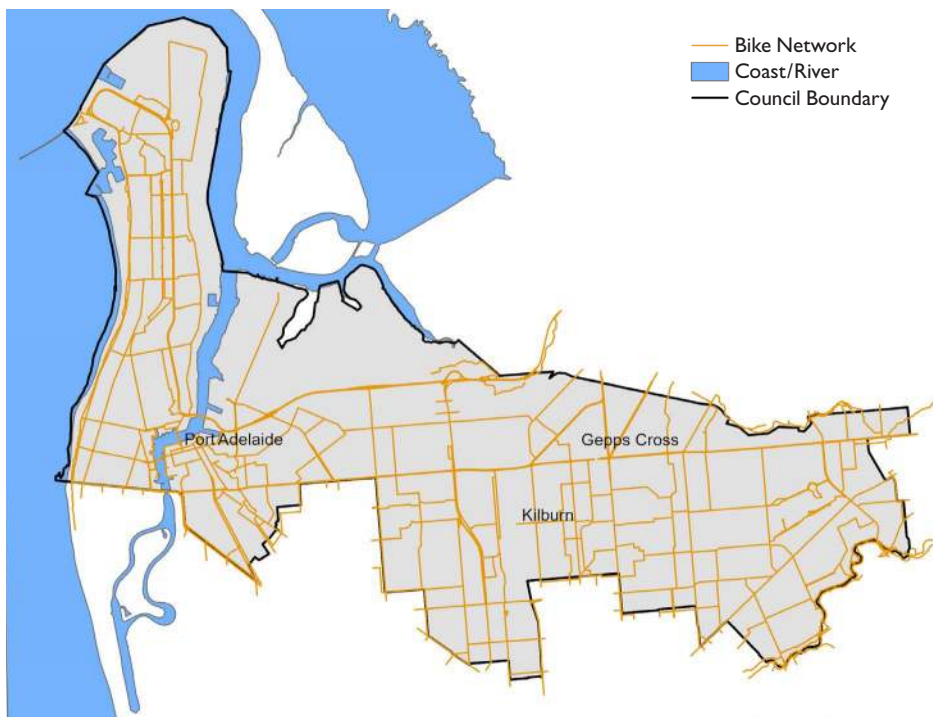 Bike Network
Coast/River
Council Boundary
Port Adelaide
Gepps Cross
Kilburn